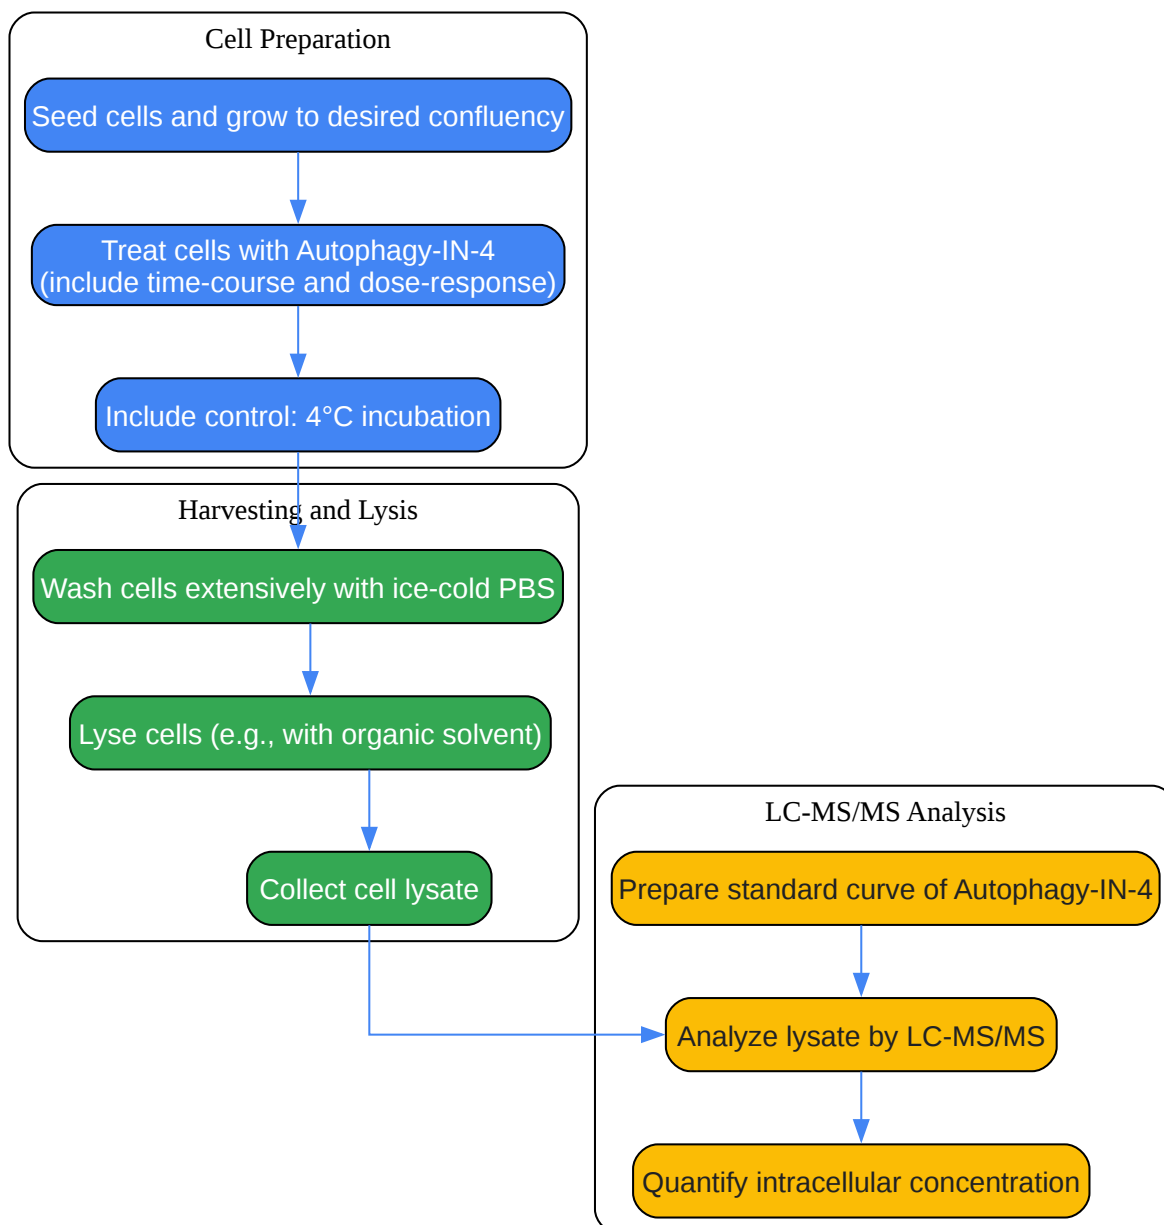 Cell Preparation
Seed cells and grow to desired confluency
Treat cells with Autophagy-IN-4
(include time-course and dose-response)
Include control: 4°C incubation
Harvesting and Lysis
Wash cells extensively with ice-cold PBS
Lyse cells (e.g., with organic solvent)
Collect cell lysate
LC-MS/MS Analysis
Prepare standard curve of Autophagy-IN-4
Analyze lysate by LC-MS/MS
Quantify intracellular concentration